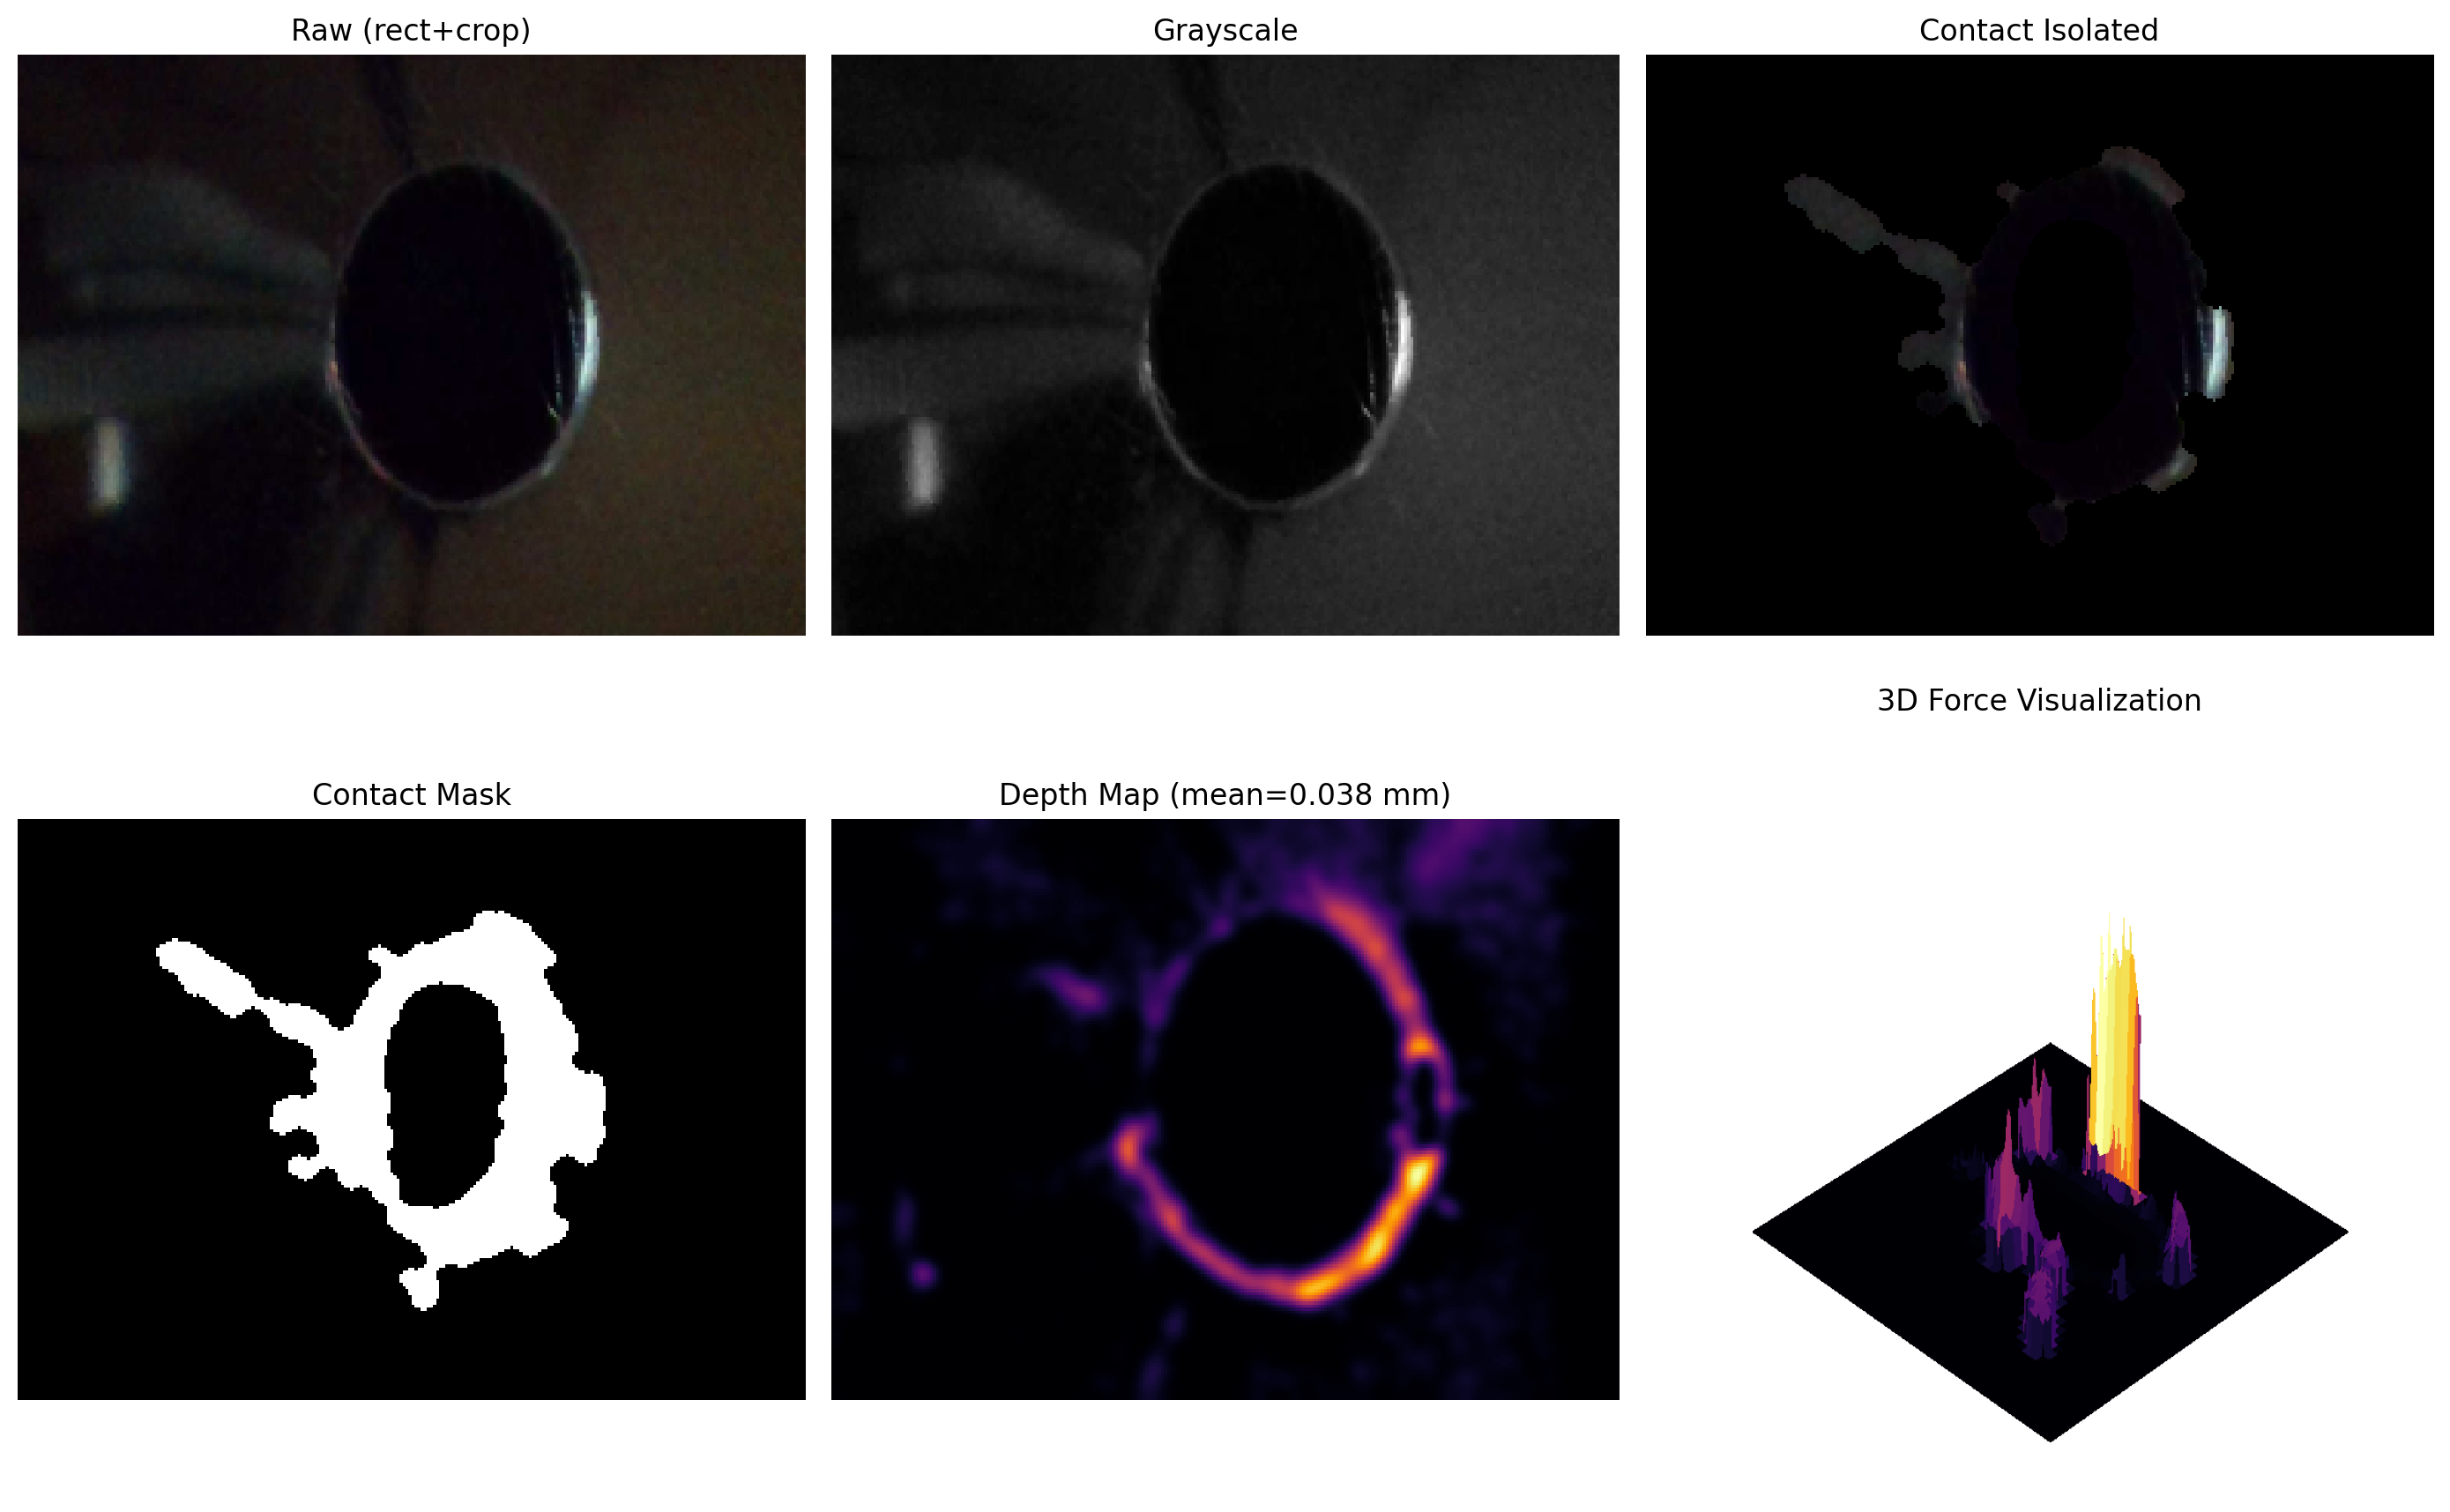 Raw (rect+crop)
Grayscale
Contact Isolated
Contact Mask
Depth Map (mean=0.038 mm)
3D Force Visualization